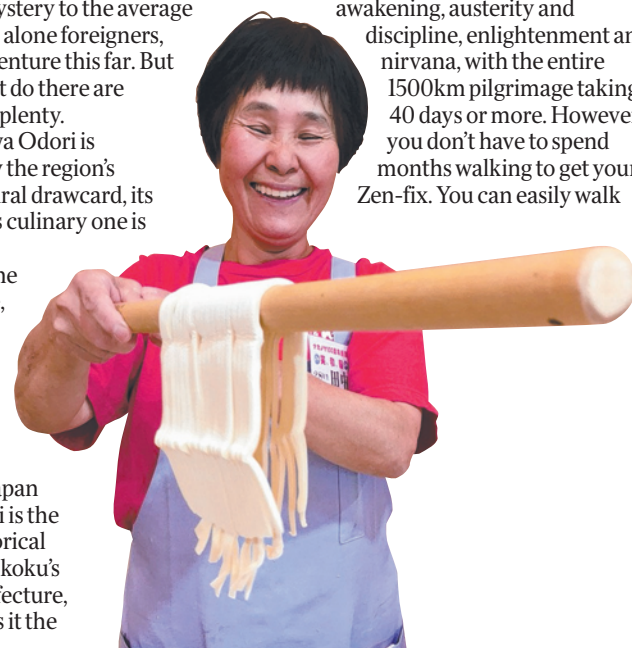 ystery to the average
alone foreigners,
enture this far. But
t do there are
plenty.
va Odori is
the region's
ral drawcard, its
s culinary one is
ne
apan
i is the
orical
koku's
fecture,
s it the
awakening, austerity and
discipline, enlightenment an
nirvana, with the entire
1500km pilgrimage taking
40 days or more. However
you don't have to spend
months walking to get your
Zen-fix. You can easily walk